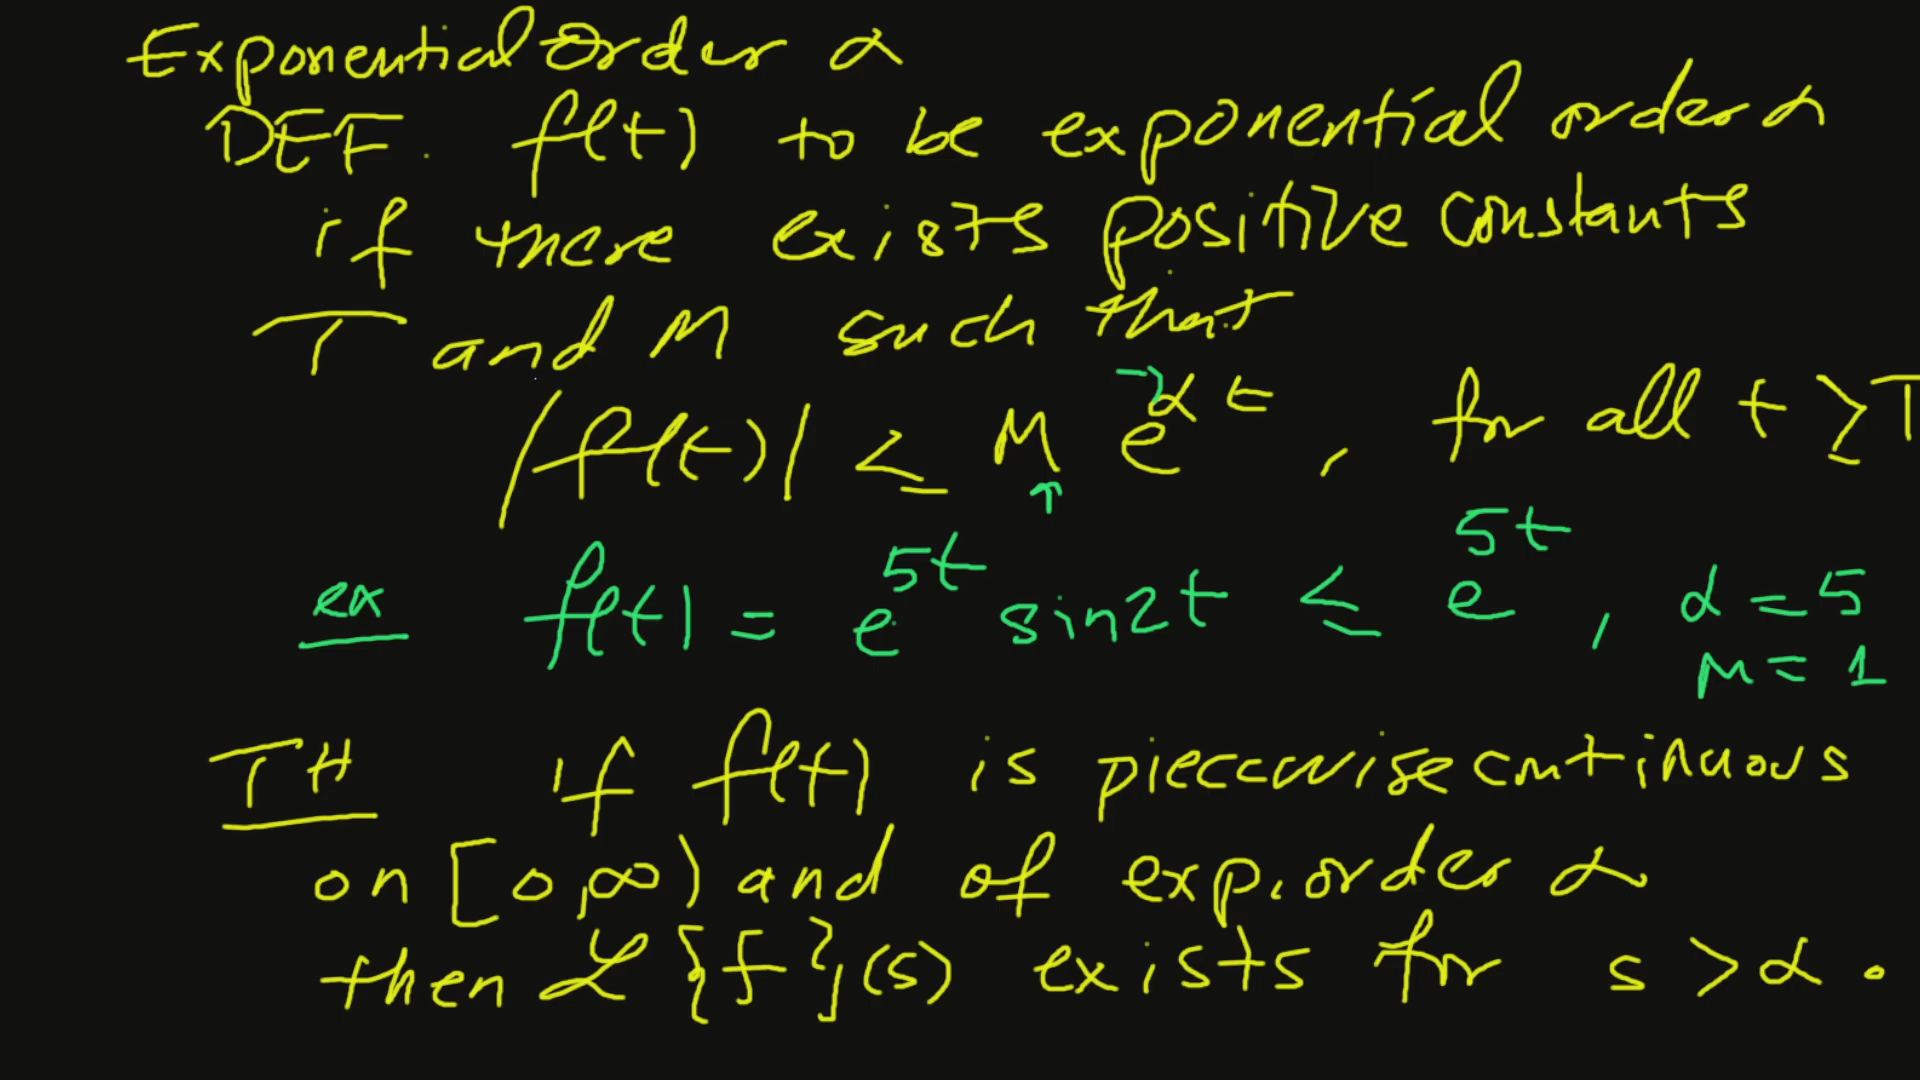 Exponential Order α
DEF. f(t) to be exponential order α
if there exists positive constants
T and M such that
|f(t)| ≤ M e^{αt}, for all t ≥ T
ex f(t) = e^{5t} sin2t ≤ e^{5t}, α = 5
M = 1
TH If f(t) is piecewise continuous
on [0,∞) and of exp. order α
then ℒ{f}(s) exists for s > α.